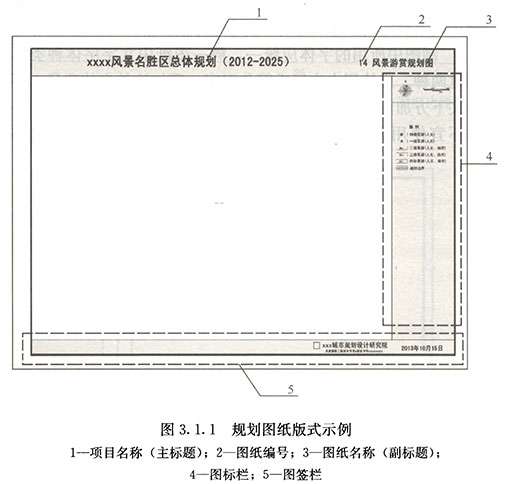 1
2
3
xxxx风景名胜区总体规划(2012-2025)
14 风景游赏规划图
图例
4
xxx城市规划设计研究院
2013年10月15日
5
图 3.1.1 规划图纸版式示例
1—项目名称（主标题）；2—图纸编号；3—图纸名称（副标题）；
4—图标栏；5—图签栏